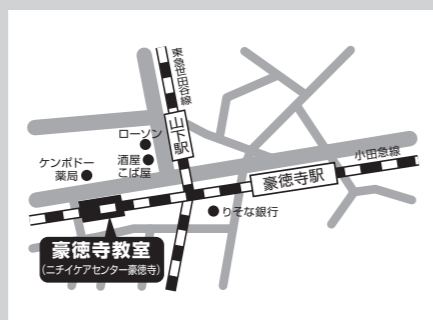 東急世田谷線
ローソン
山下駅
酒屋
こば屋
ケンポドー
薬局
小田急線
豪徳寺駅
りそな銀行
豪徳寺教室
(ニチイケアセンター豪徳寺)